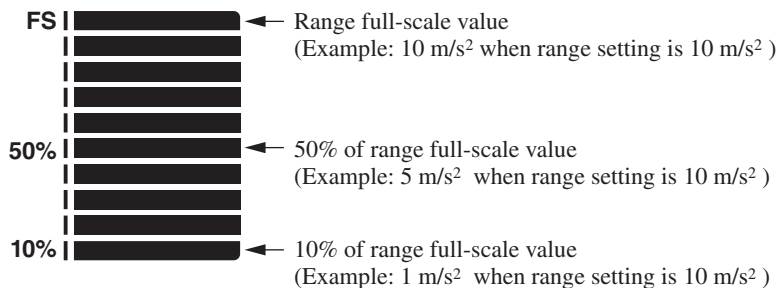 FS
Range full-scale value
(Example: 10 m/s² when range setting is 10 m/s² )
50%
50% of range full-scale value
(Example: 5 m/s² when range setting is 10 m/s² )
10%
10% of range full-scale value
(Example: 1 m/s² when range setting is 10 m/s² )